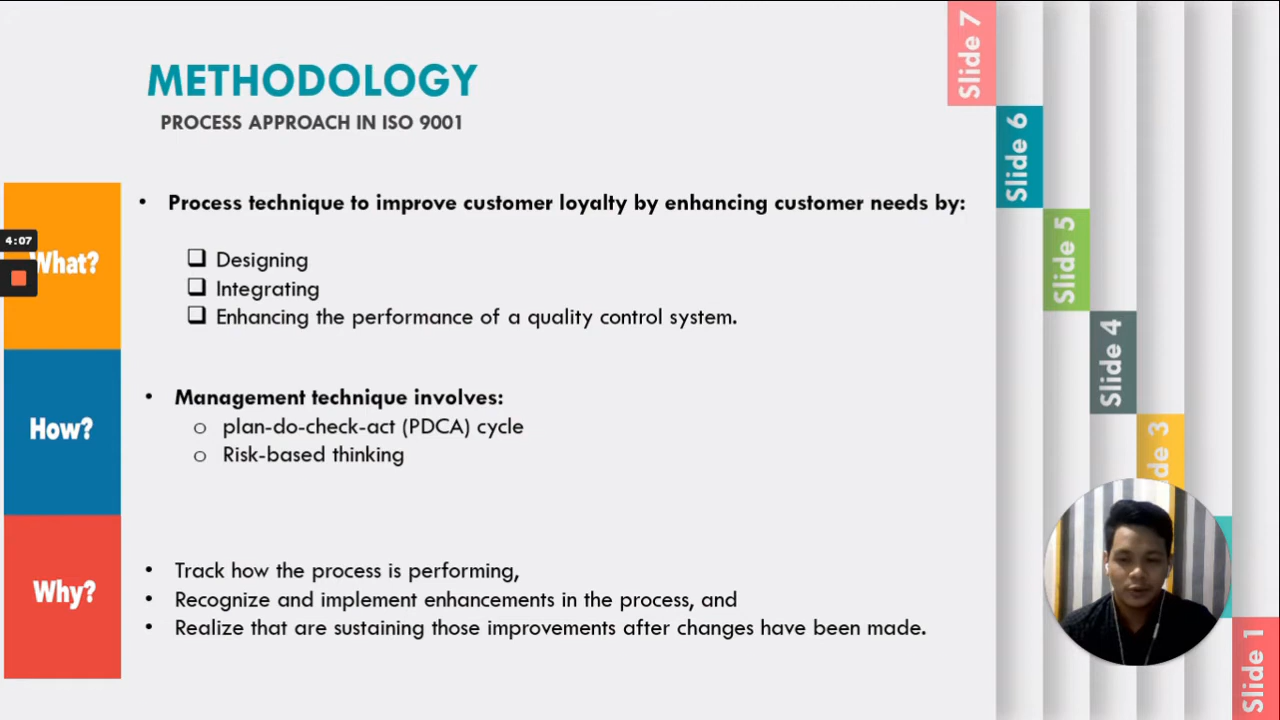 METHODOLOGY
PROCESS APPROACH IN ISO 9001
What?
• Process technique to improve customer loyalty by enhancing customer needs by:
❑ Designing
❑ Integrating
❑ Enhancing the performance of a quality control system.
How?
• Management technique involves:
o plan-do-check-act (PDCA) cycle
o Risk-based thinking
Why?
• Track how the process is performing,
• Recognize and implement enhancements in the process, and
• Realize that are sustaining those improvements after changes have been made.
4:07
Slide 7
Slide 6
Slide 5
Slide 4
de 3
Slide 1